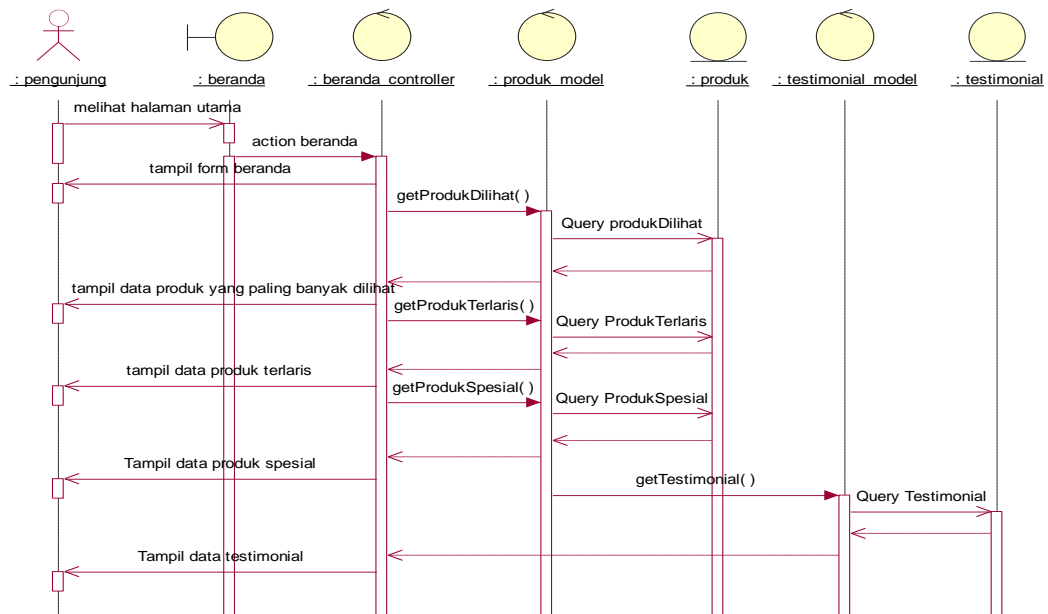 : pengunjung
: beranda
: beranda_controller
: produk_model
: produk
: testimonial_model
: testimonial
melihat halaman utama
action beranda
tampil form beranda
getProdukDilihat( )
Query produkDilihat
tampil data produk yang paling banyak dilihat
getProdukTerlaris( )
Query ProdukTerlaris
tampil data produk terlaris
getProdukSpesial( )
Query ProdukSpesial
Tampil data produk spesial
getTestimonial( )
Query Testimonial
Tampil data testimonial